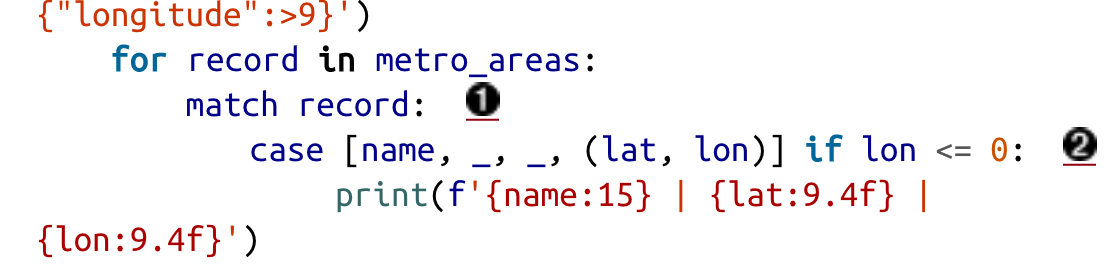 {"longitude":>9}')
for record in metro_areas:
match record: ❶
case [name, _, _, (lat, lon)] if lon <= 0: ❷
print(f'{name:15} | {lat:9.4f} |
{lon:9.4f}')